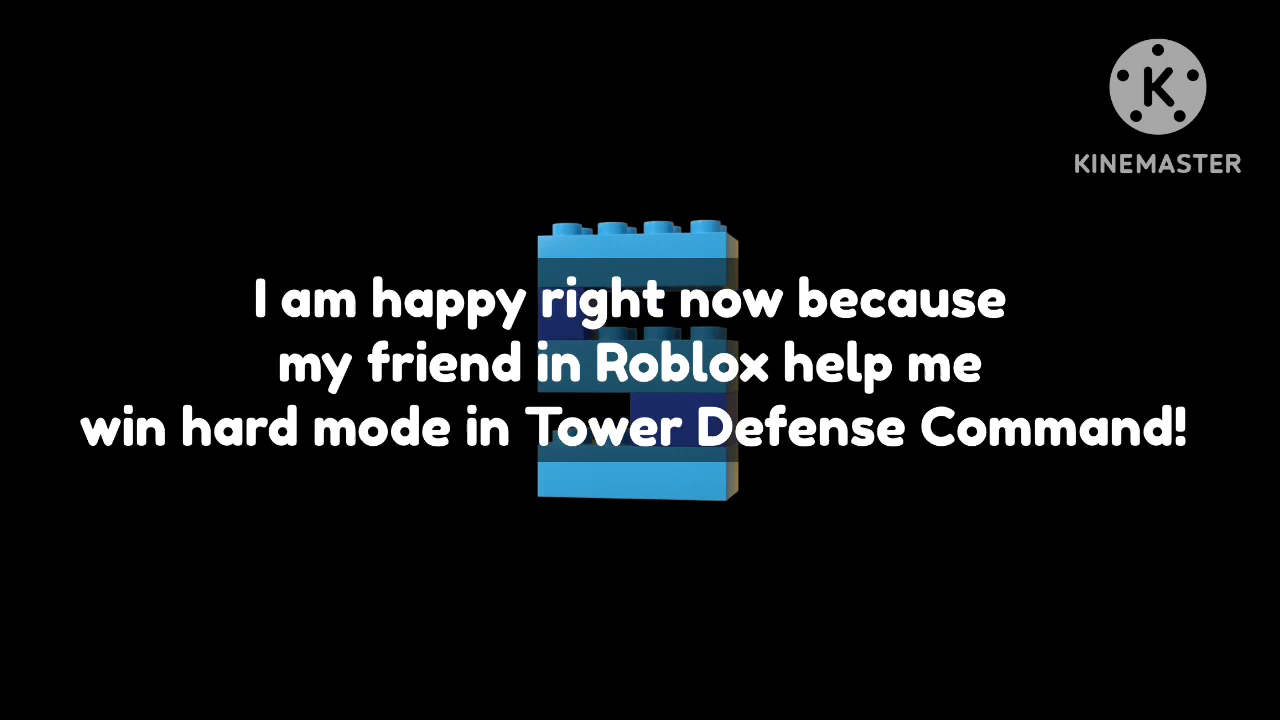 K
KINEMASTER
I am happy right now because
my friend in Roblox help me
win hard mode in Tower Defense Command!